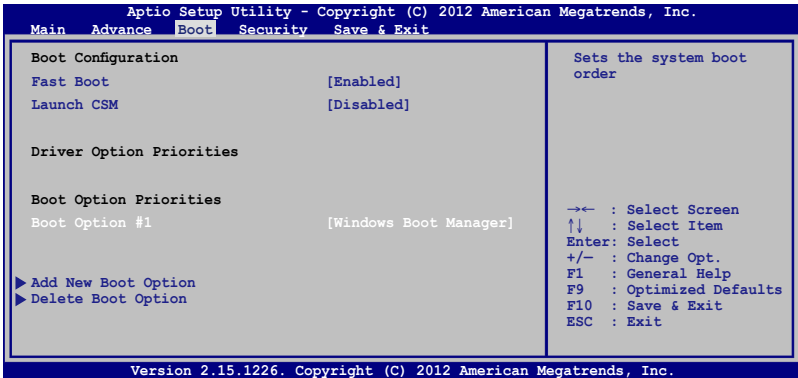 Aptio Setup Utility - Copyright (C) 2012 American Megatrends, Inc.
Main Advance Boot Security Save & Exit
Boot Configuration
Fast Boot [Enabled]
Launch CSM [Disabled]
Driver Option Priorities
Boot Option Priorities
Boot Option #1 [Windows Boot Manager]
Add New Boot Option
Delete Boot Option
Sets the system boot
order
→← : Select Screen
↑↓ : Select Item
Enter: Select
+/— : Change Opt.
F1 : General Help
F9 : Optimized Defaults
F10 : Save & Exit
ESC : Exit
Version 2.15.1226. Copyright (C) 2012 American Megatrends, Inc.